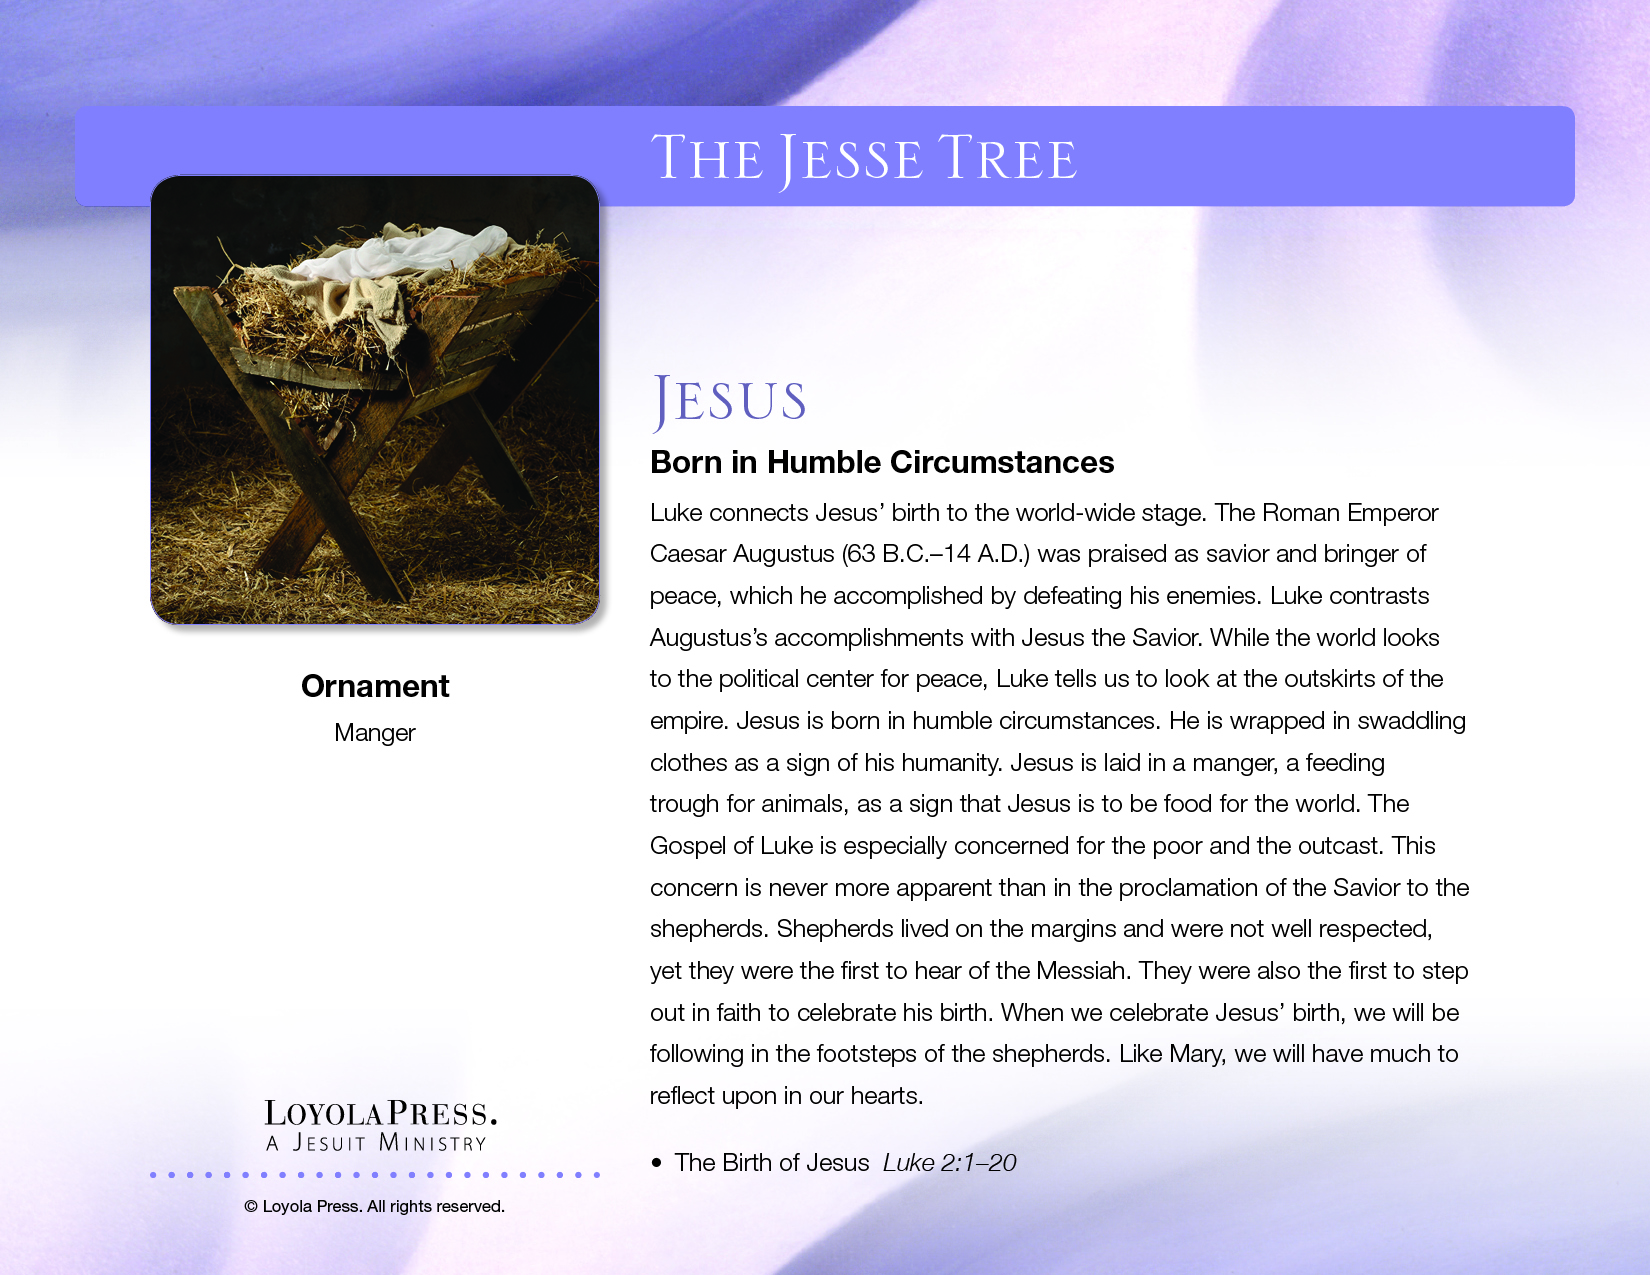 The Jesse Tree
Ornament
Manger
Jesus
Born in Humble Circumstances
Luke connects Jesus’ birth to the world-wide stage. The Roman Emperor
Caesar Augustus (63 B.C.–14 A.D.) was praised as savior and bringer of
peace, which he accomplished by defeating his enemies. Luke contrasts
Augustus’s accomplishments with Jesus the Savior. While the world looks
to the political center for peace, Luke tells us to look at the outskirts of the
empire. Jesus is born in humble circumstances. He is wrapped in swaddling
clothes as a sign of his humanity. Jesus is laid in a manger, a feeding
trough for animals, as a sign that Jesus is to be food for the world. The
Gospel of Luke is especially concerned for the poor and the outcast. This
concern is never more apparent than in the proclamation of the Savior to the
shepherds. Shepherds lived on the margins and were not well respected,
yet they were the first to hear of the Messiah. They were also the first to step
out in faith to celebrate his birth. When we celebrate Jesus’ birth, we will be
following in the footsteps of the shepherds. Like Mary, we will have much to
reflect upon in our hearts.
• The Birth of Jesus Luke 2:1–20
LoyolaPress.
A Jesuit Ministry
© Loyola Press. All rights reserved.